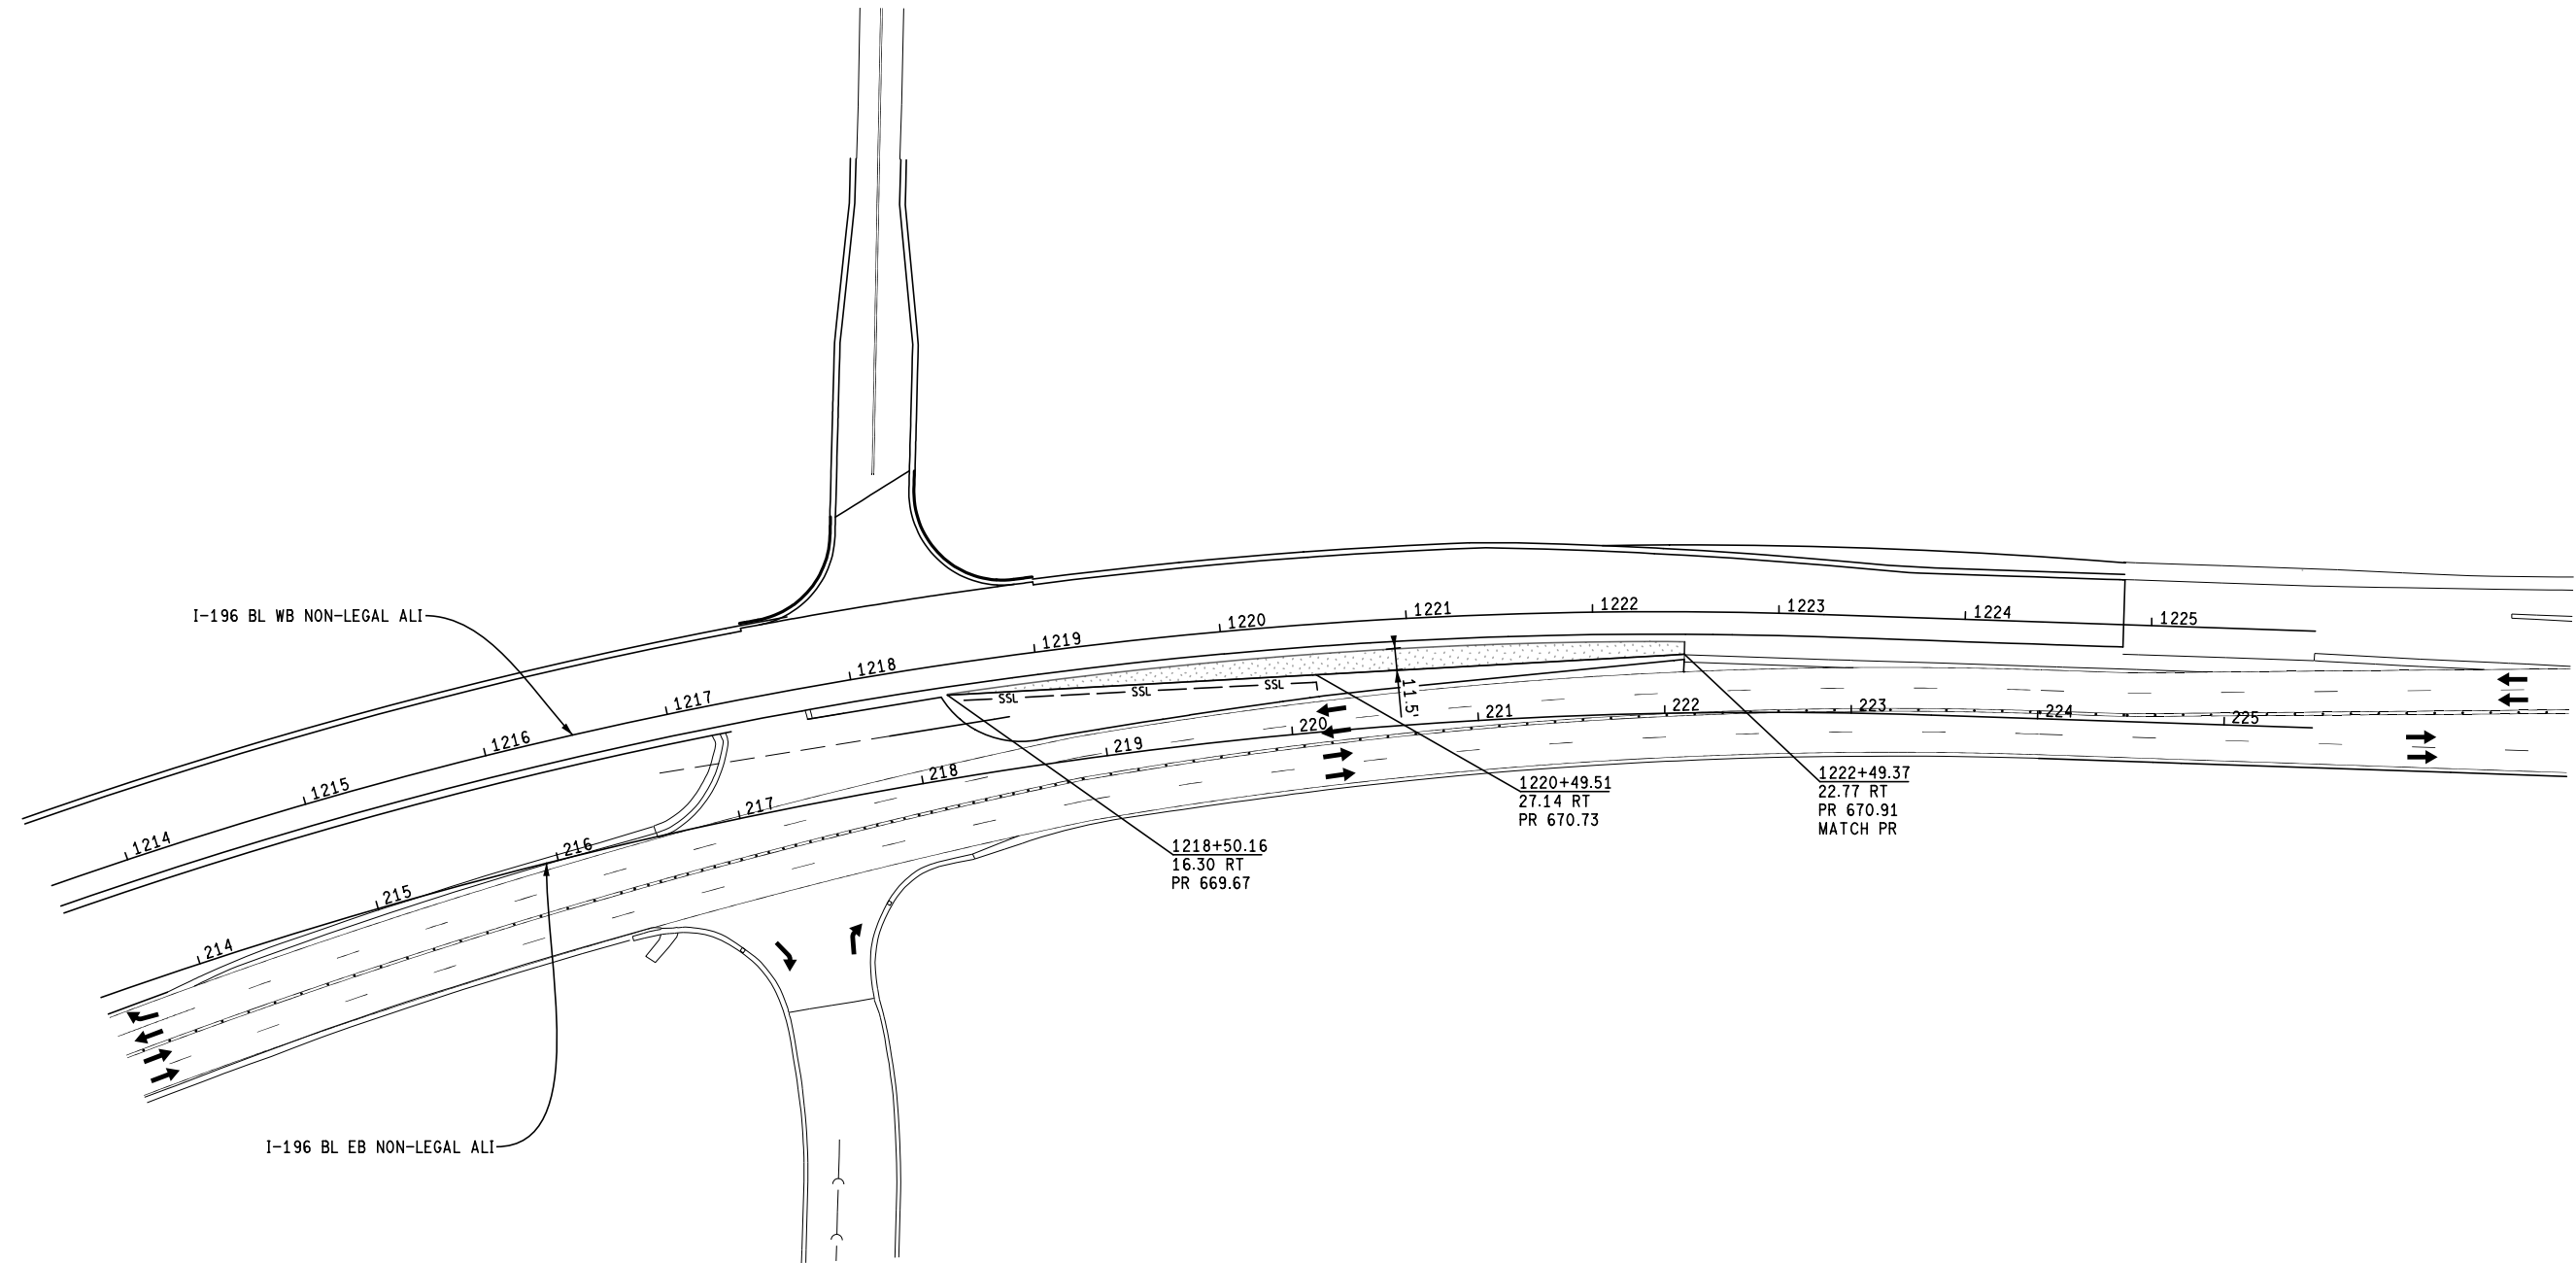 I-196 BL WB NON-LEGAL ALI
1214
1215
1216
1217
1218
1219
1220
1221
1222
1223
1224
1225
SSL
SSL
SSL
11.5'
214
215
216
217
218
219
220
221
222
223
224
225
1218+50.16
16.30 RT
PR 669.67
1220+49.51
27.14 RT
PR 670.73
1222+49.37
22.77 RT
PR 670.91
MATCH PR
I-196 BL EB NON-LEGAL ALI